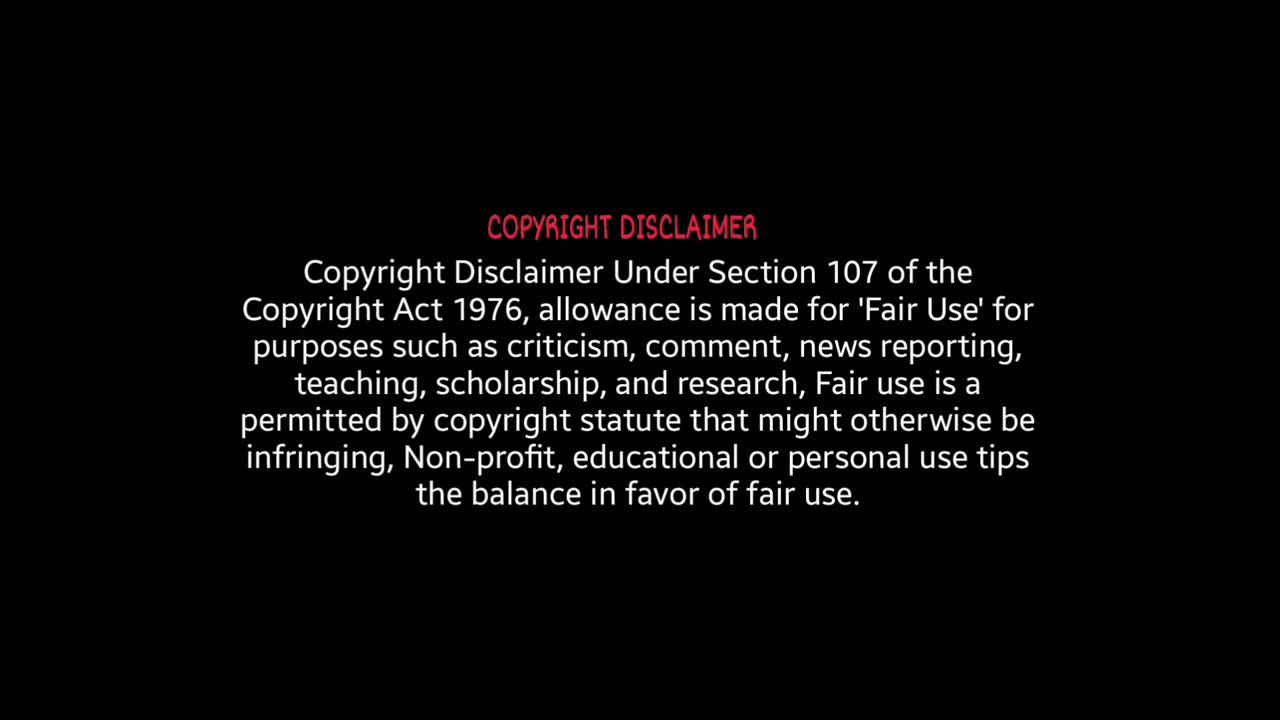 COPYRIGHT DISCLAIMER
Copyright Disclaimer Under Section 107 of the
Copyright Act 1976, allowance is made for 'Fair Use' for
purposes such as criticism, comment, news reporting,
teaching, scholarship, and research, Fair use is a
permitted by copyright statute that might otherwise be
infringing, Non-profit, educational or personal use tips
the balance in favor of fair use.